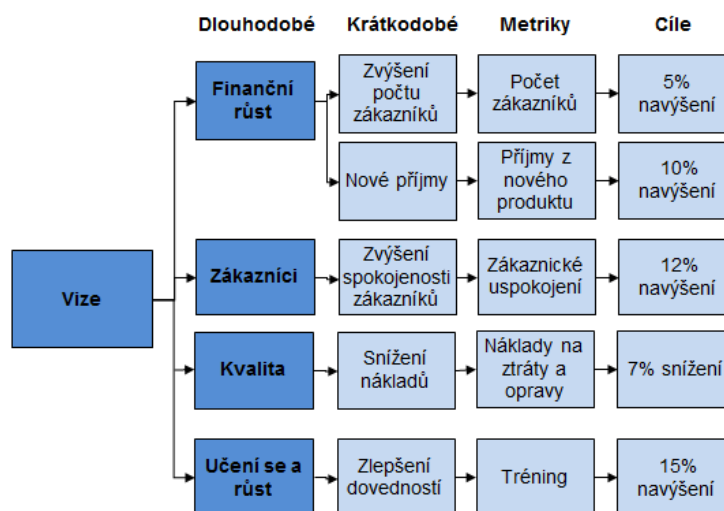 Dlouhodobé Krátkodobé Metriky Cíle
Finanční
růst
Zvýšení
počtu
zákazníků
Počet
zákazníků
5%
navýšení
Nové příjmy
Příjmy z
nového
produktu
10%
navýšení
Vize
Zákazníci
Zvýšení
spokojenosti
zákazníků
Zákaznické
uspokojení
12%
navýšení
Kvalita
Snížení
nákladů
Náklady na
ztráty a
opravy
7% snížení
Učení se a
růst
Zlepšení
dovedností
Tréning
15%
navýšení